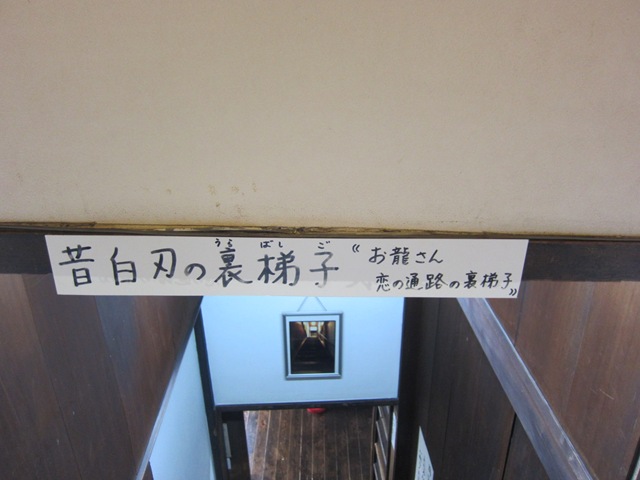 昔白刃の裏梯子
うらばしご
〝お龍さん
恋の通路の裏梯子〟